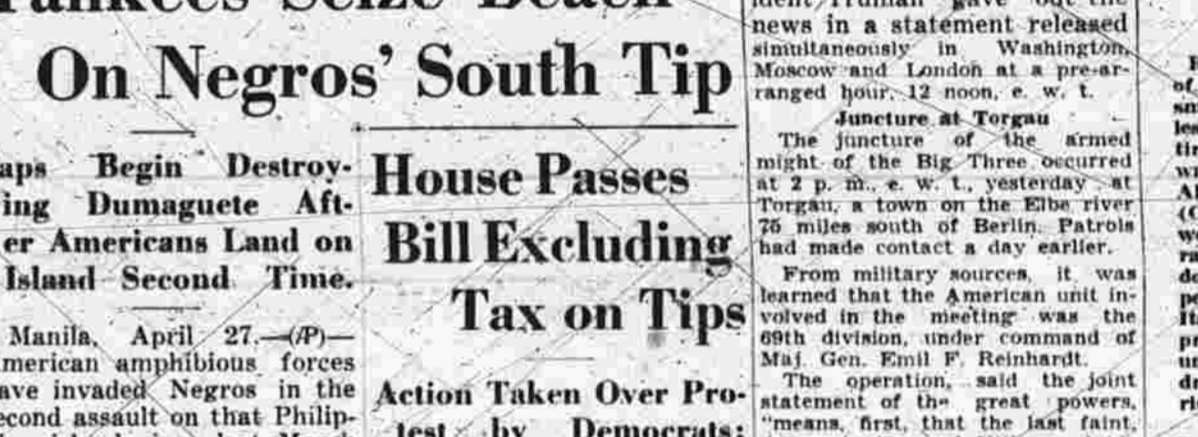 On Negros' South Tip
aps Begin Destroy-
ing Dumaguete Aft-
er Americans Land on
Island Second Time.
Manila, April 27.—(AP)—
merican amphibious forces
ave invaded Negros in the
econd assault on that Philip-
House Passes
Bill Excluding
Tax on Tips
Action Taken Over Pro-
test by Democrats;
news in a statement released
simultaneously in Washington,
Moscow and London at a pre-ar-
ranged hour, 12 noon, e. w. t.
Juncture at Torgau
The juncture of the armed
might of the Big Three occurred
at 2 p. m., e. w. t., yesterday at
Torgau, a town on the Elbe river
75 miles south of Berlin. Patrols
had made contact a day earlier.
From military sources, it was
learned that the American unit in-
volved in the meeting was the
69th division, under command of
Maj. Gen. Emil F. Reinhardt.
The operation, said the joint
statement of the great powers,
"means, first, that the last faint,